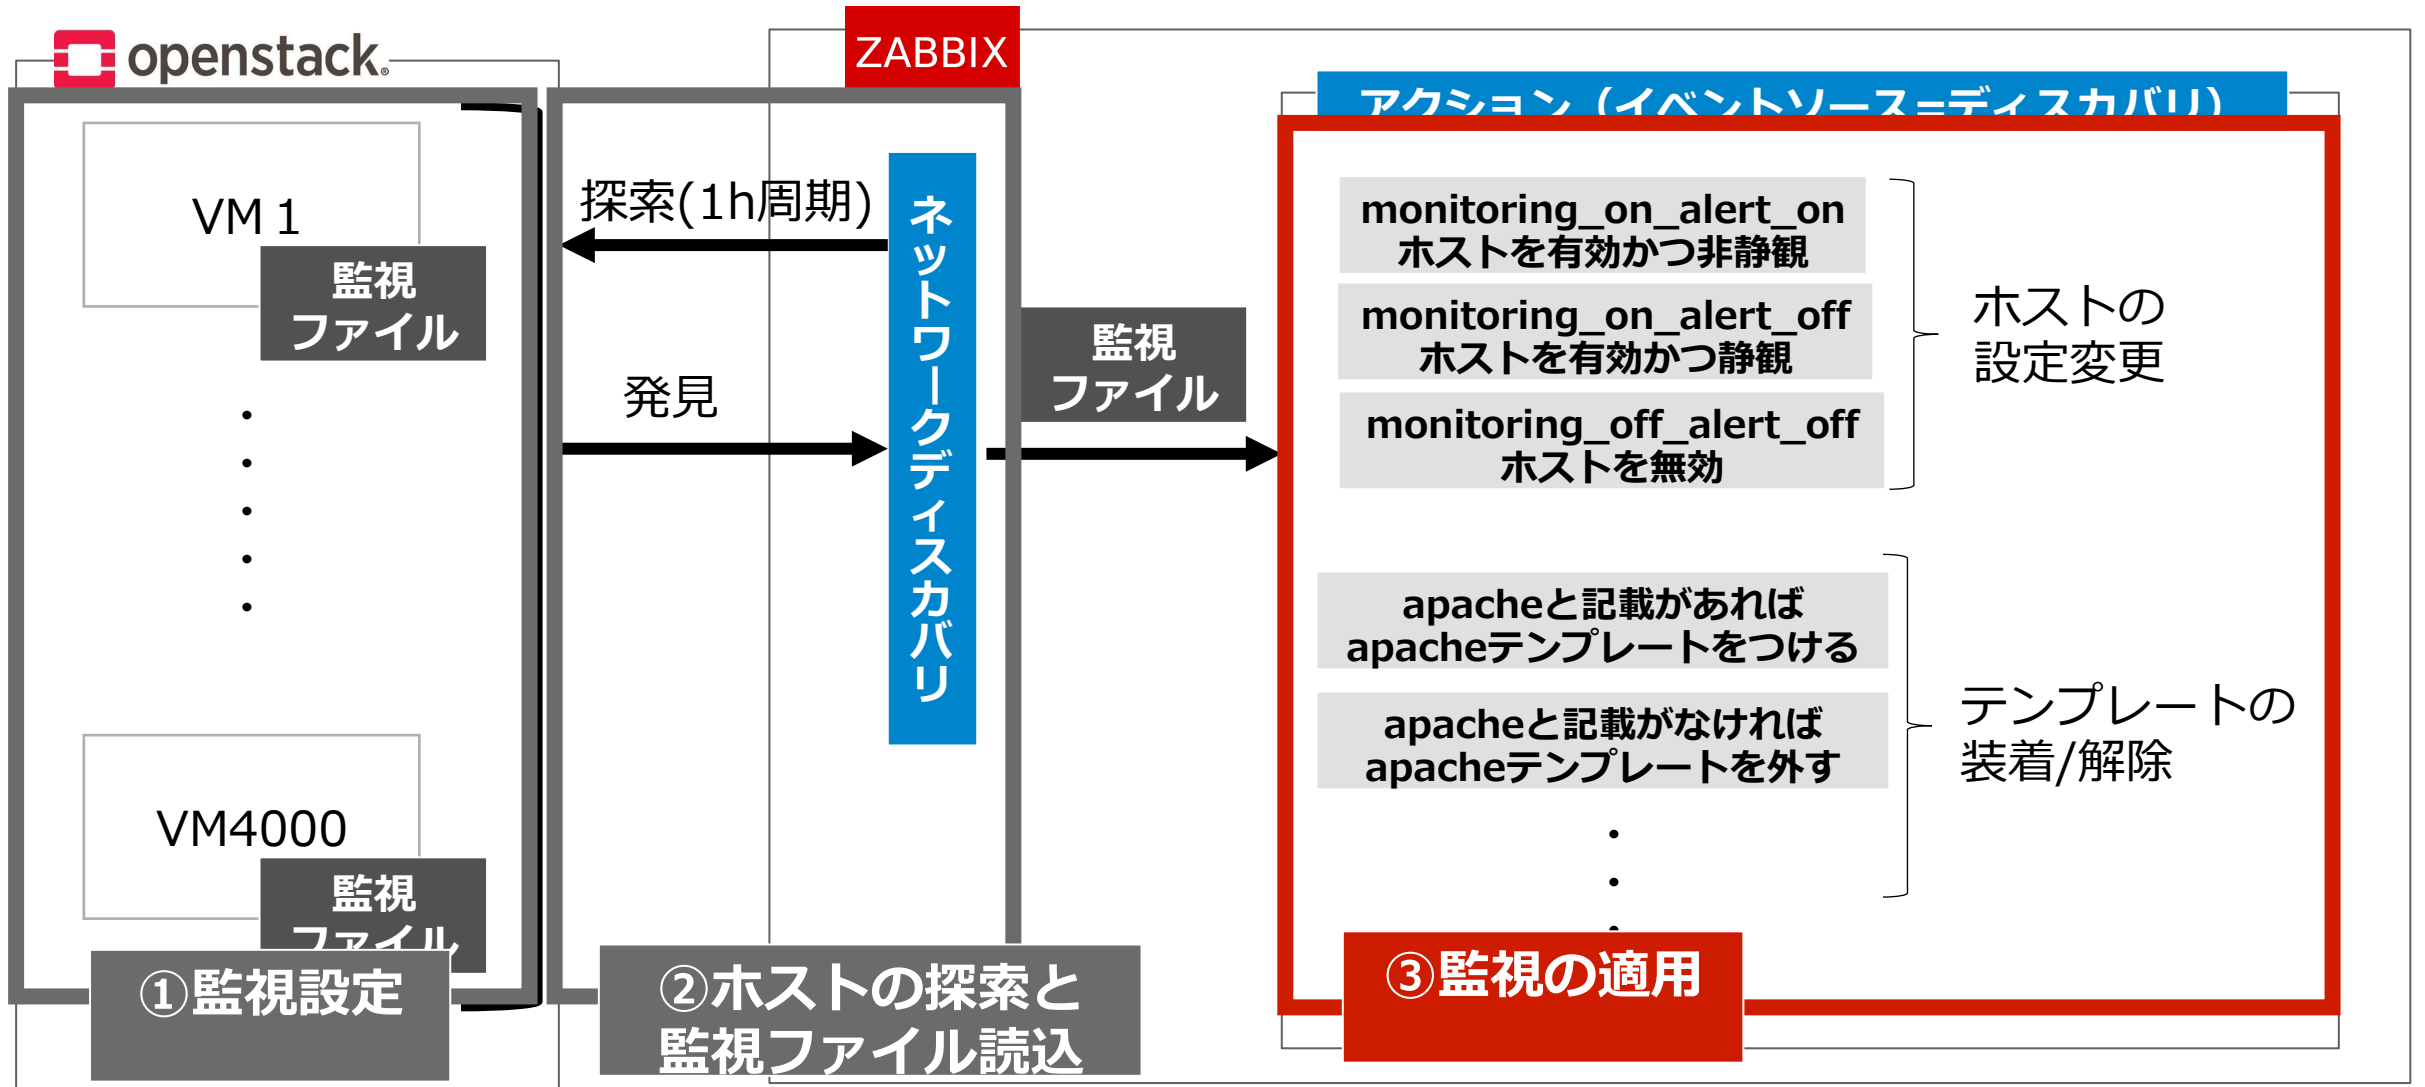 openstack.
ZABBIX
アクション（イベントソース=ディスカバリ）
VM 1
監視
ファイル
・
・
・
・
・
VM4000
監視
ファイル
①監視設定
探索(1h周期)
発見
ネットワークディスカバリ
②ホストの探索と
監視ファイル読込
監視
ファイル
monitoring_on_alert_on
ホストを有効かつ非静観
monitoring_on_alert_off
ホストを有効かつ静観
monitoring_off_alert_off
ホストを無効
ホストの
設定変更
apacheと記載があれば
apacheテンプレートをつける
apacheと記載がなければ
apacheテンプレートを外す
・
・
・
テンプレートの
装着/解除
③監視の適用